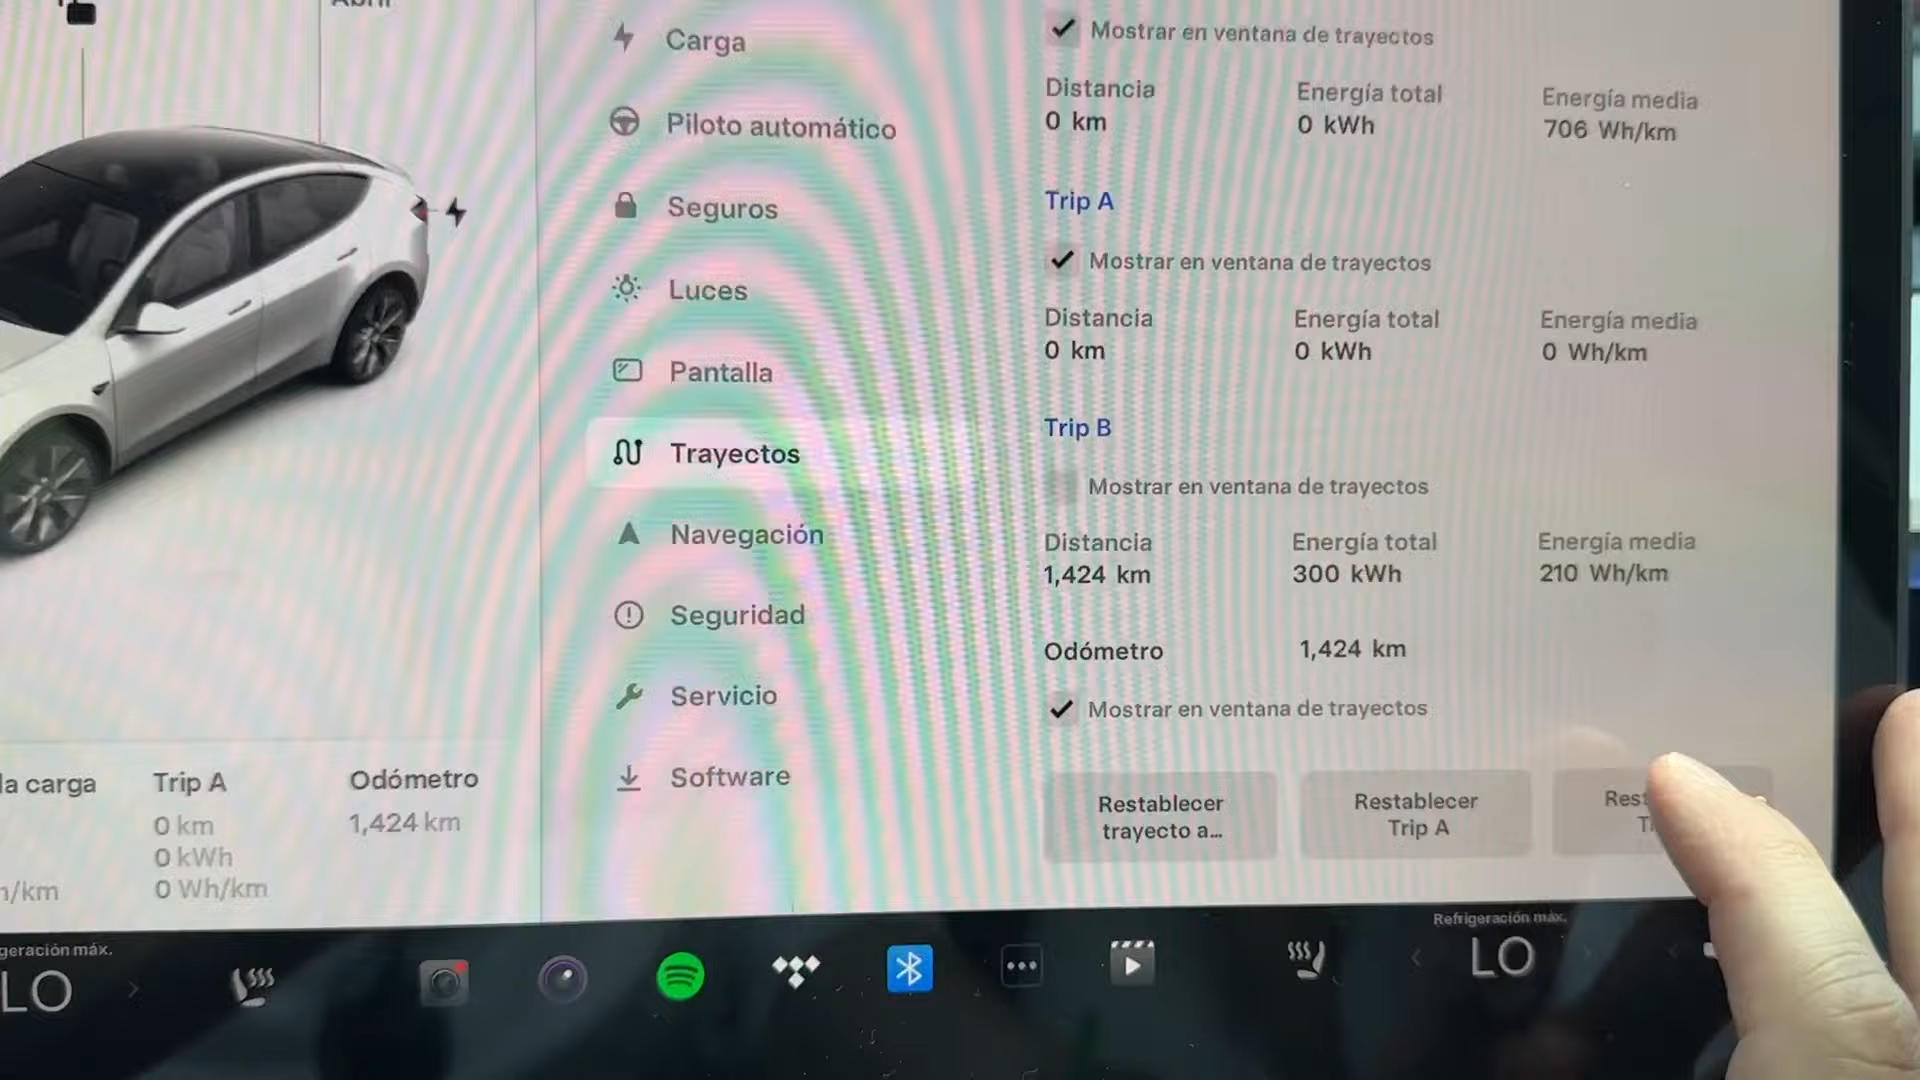 Carga
Piloto automático
Seguros
Luces
Pantalla
Trayectos
Navegación
Seguridad
Servicio
Software
Mostrar en ventana de trayectos
Distancia Energía total Energía media
0 km 0 kWh 706 Wh/km
Trip A
Mostrar en ventana de trayectos
Distancia Energía total Energía media
0 km 0 kWh 0 Wh/km
Trip B
Mostrar en ventana de trayectos
Distancia Energía total Energía media
1,424 km 300 kWh 210 Wh/km
Odómetro 1,424 km
Mostrar en ventana de trayectos
Restablecer
trayecto a...
Restablecer
Trip A
la carga Trip A Odómetro
0 km 1,424 km
0 kWh
0 Wh/km
máx.
LO
Refrigeración máx.
LO